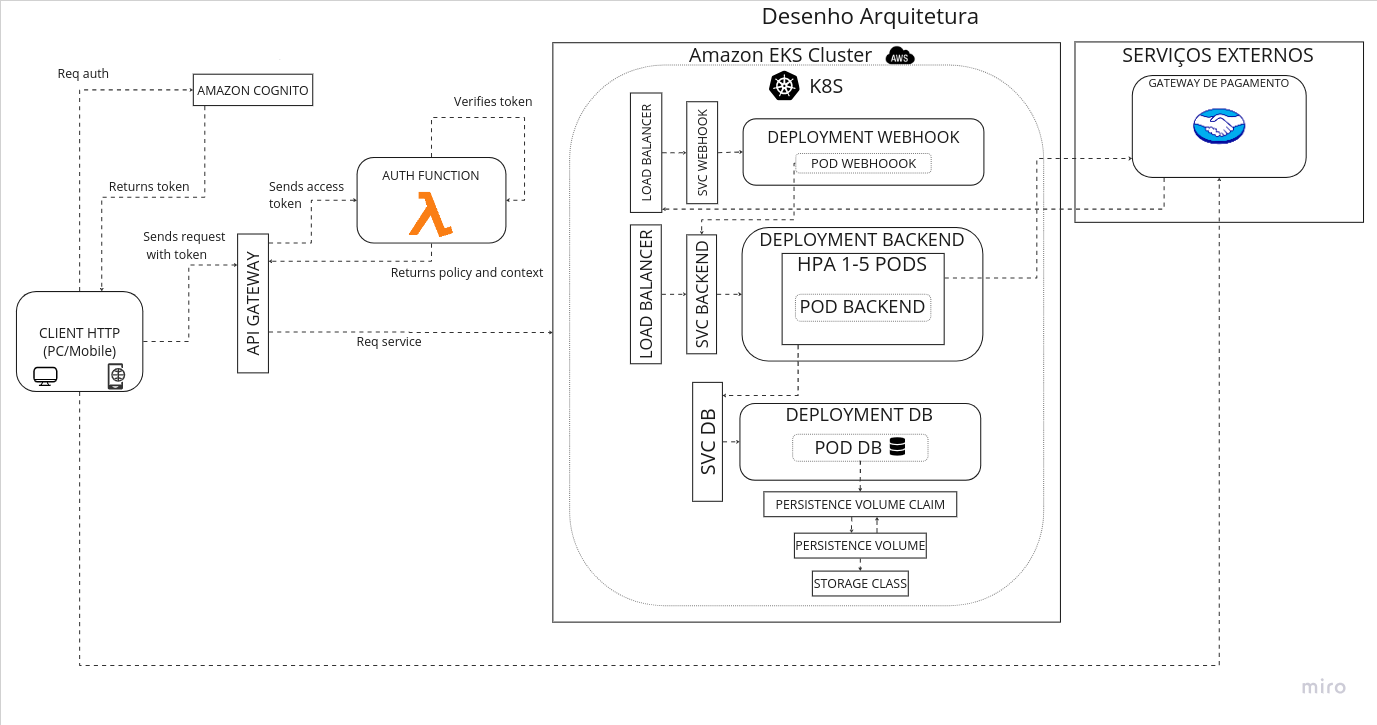 Desenho Arquitetura
Req auth
AMAZON COGNITO
Returns token
Verifies token
AUTH FUNCTION
Sends access
token
Sends request
with token
Returns policy and context
API GATEWAY
CLIENT HTTP
(PC/Mobile)
Req service
Amazon EKS Cluster
AWS
K8S
LOAD BALANCER
SVC WEBHOOK
DEPLOYMENT WEBHOOK
POD WEBHOOOK
LOAD BALANCER
SVC BACKEND
DEPLOYMENT BACKEND
HPA 1-5 PODS
POD BACKEND
SVC DB
DEPLOYMENT DB
POD DB
PERSISTENCE VOLUME CLAIM
PERSISTENCE VOLUME
STORAGE CLASS
SERVIÇOS EXTERNOS
GATEWAY DE PAGAMENTO
miro